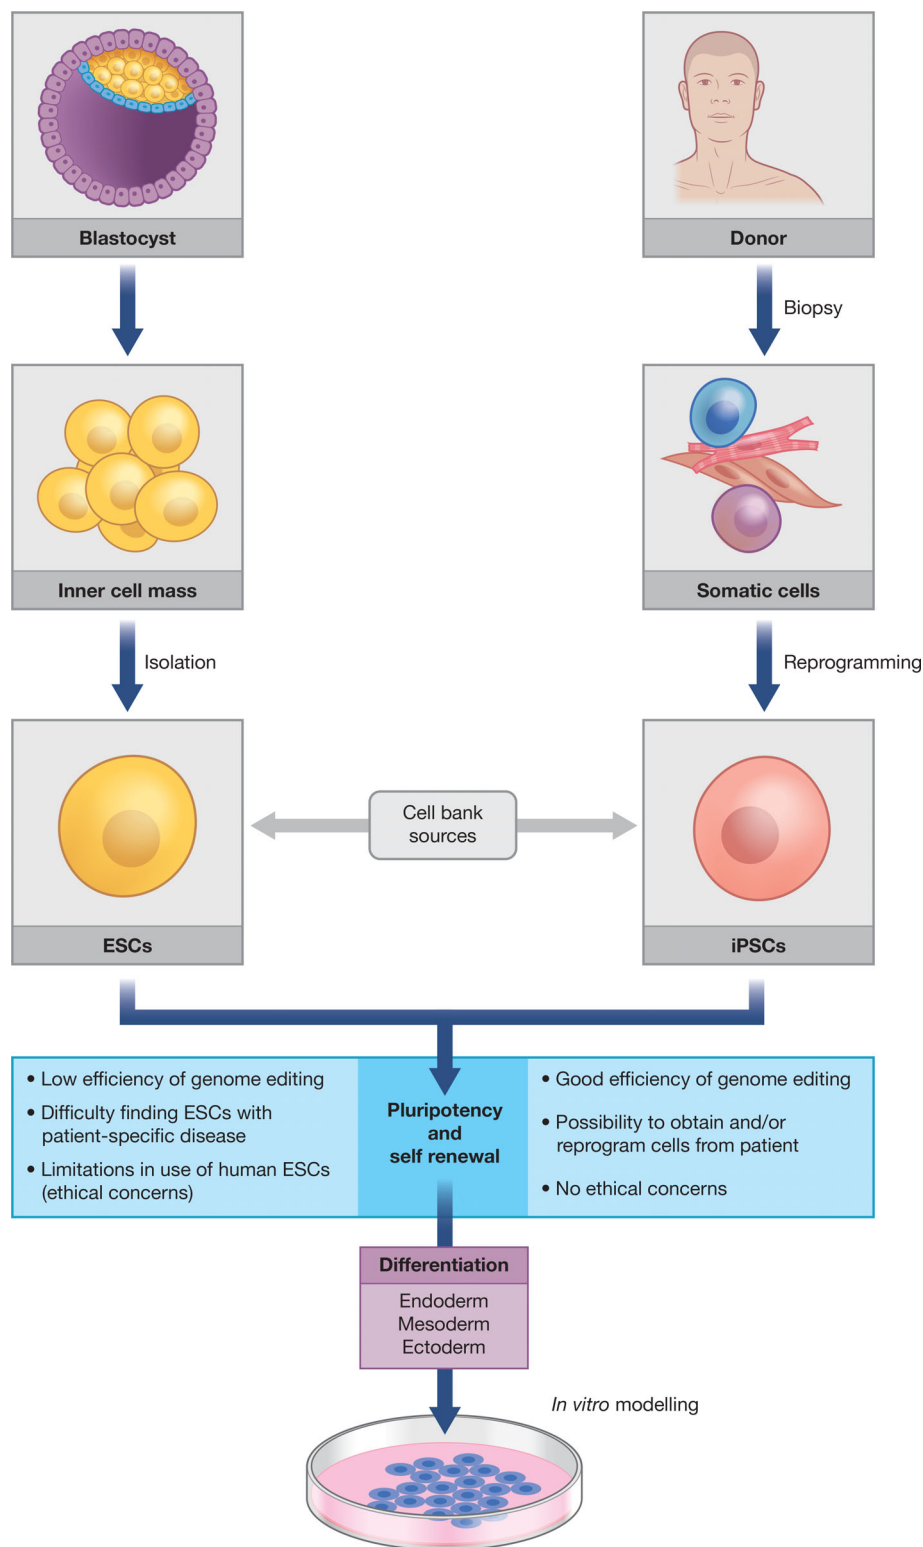 Blastocyst
Donor
Biopsy
Inner cell mass
Somatic cells
Isolation
Reprogramming
Cell bank
sources
ESCs
iPSCs
• Low efficiency of genome editing
• Difficulty finding ESCs with
patient-specific disease
• Limitations in use of human ESCs
(ethical concerns)
Pluripotency
and
self renewal
• Good efficiency of genome editing
• Possibility to obtain and/or
reprogram cells from patient
• No ethical concerns
Differentiation
Endoderm
Mesoderm
Ectoderm
In vitro modelling